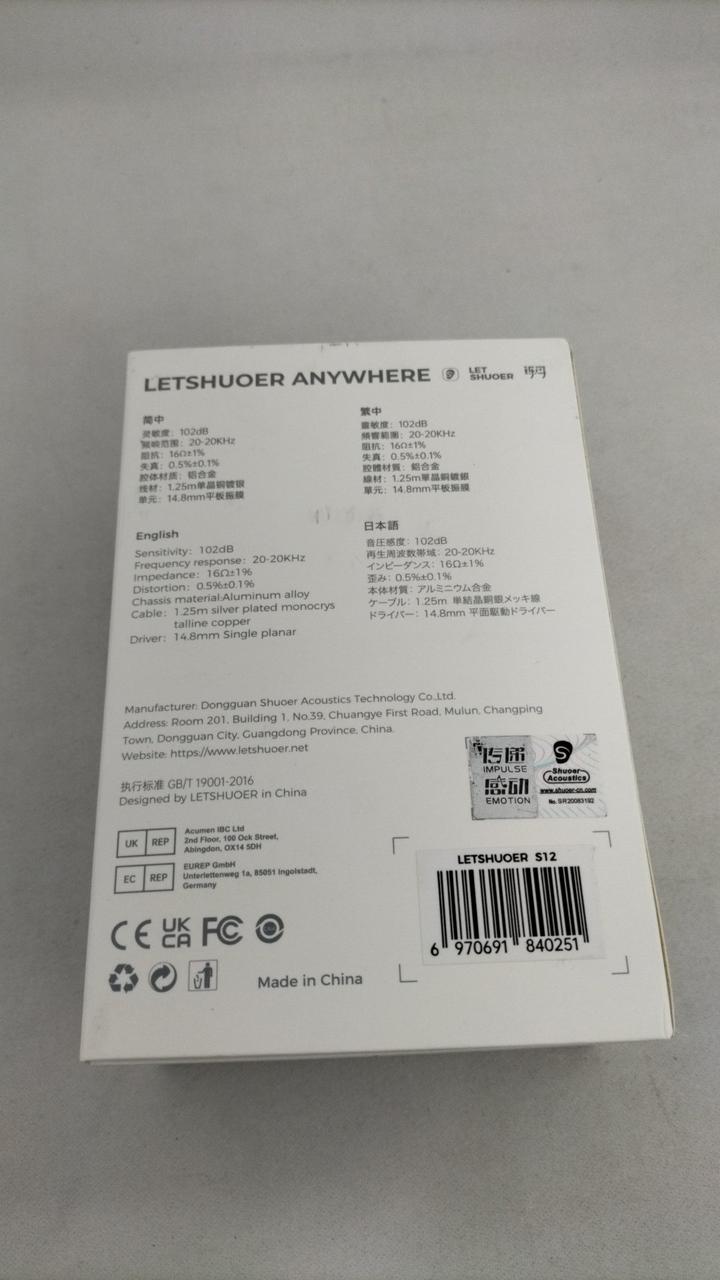 LETSHUOER ANYWHERE
LET
SHUOER
简中
灵敏度：102dB
频响范围：20-20KHz
阻抗：16Ω±1%
失真：0.5%±0.1%
腔体材质：铝合金
线材：1.25m單晶銅镀银
单元：14.8mm平板振膜
繁中
靈敏度：102dB
頻響範圍：20-20KHz
阻抗：16Ω±1%
失真：0.5%±0.1%
腔體材質：鋁合金
線材：1.25m單晶銅鍍銀
單元：14.8mm平板振膜
English
Sensitivity: 102dB
Frequency response: 20-20KHz
Impedance: 16Ω±1%
Distortion: 0.5%±0.1%
Chassis material:Aluminum alloy
Cable: 1.25m silver plated monocrys
talline copper
Driver: 14.8mm Single planar
日本語
音圧感度：102dB
再生周波数帯域：20-20KHz
インピーダンス：16Ω±1%
歪み：0.5%±0.1%
本体材質：アルミニウム合金
ケーブル：1.25m 単結晶銅銀メッキ線
ドライバー：14.8mm 平面駆動ドライバー
Manufacturer: Dongguan Shuoer Acoustics Technology Co.,Ltd.
Address: Room 201, Building 1, No.39, Chuangye First Road, Mulun, Changping
Town, Dongguan City, Guangdong Province, China.
Website: https://www.letshuoer.net
执行标准 GB/T 19001-2016
Designed by LETSHUOER in China
传递
IMPULSE
感动
EMOTION
Shuoer
Acoustics
www.shuoer-cn.com
No. SR20083192
UK REP
Acumen IBC Ltd
2nd Floor, 100 Ock Street,
Abingdon, OX14 5DH
EC REP
EUREP GmbH
Unterlettenweg 1a, 85051 Ingolstadt,
Germany
CE UK CA FC
Made in China
LETSHUOER S12
6 970691 840251